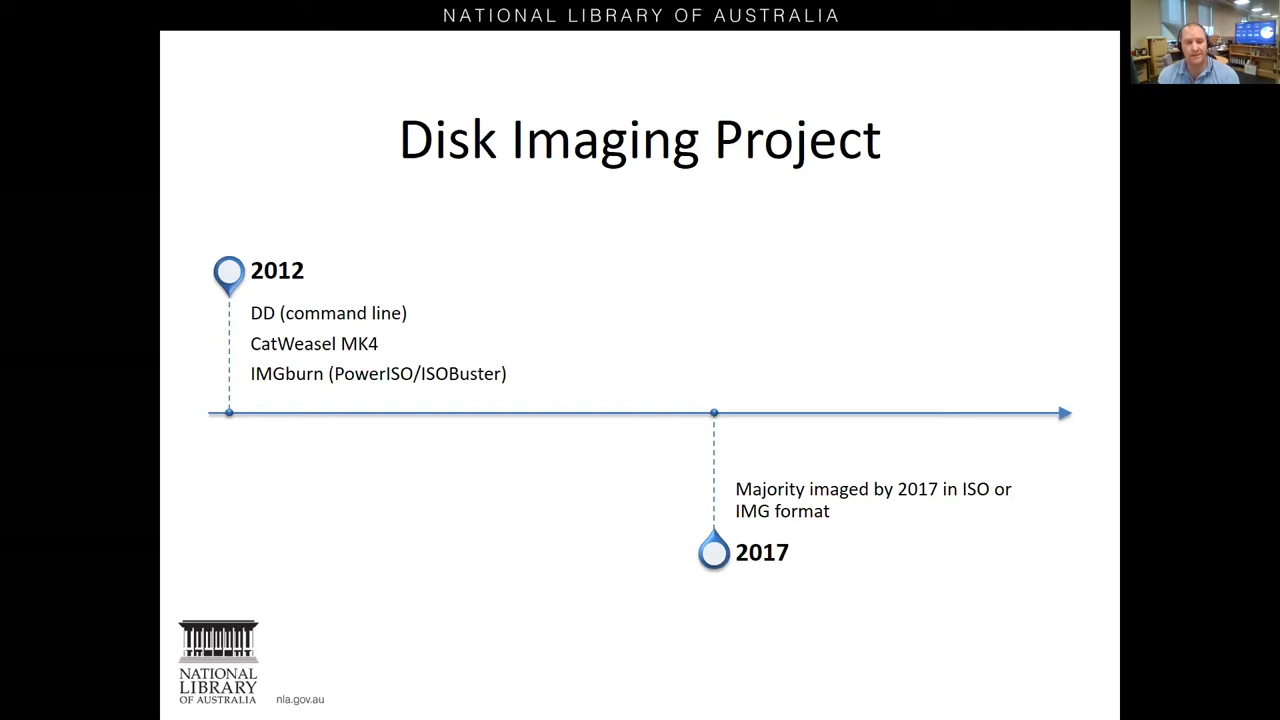 NATIONAL LIBRARY OF AUSTRALIA
Disk Imaging Project
2012
DD (command line)
CatWeasel MK4
IMGburn (PowerISO/ISOBuster)
Majority imaged by 2017 in ISO or
IMG format
2017
NATIONAL
LIBRARY
OF AUSTRALIA
nla.gov.au